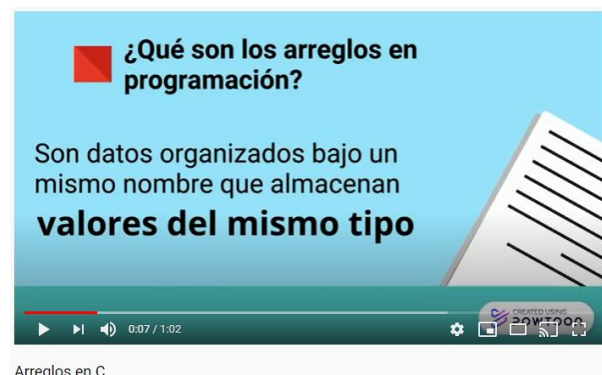 ¿Qué son los arreglos en
programación?
Son datos organizados bajo un
mismo nombre que almacenan
valores del mismo tipo
CREATED USING
POWTOON
0:07 / 1:02
Arreglos en C